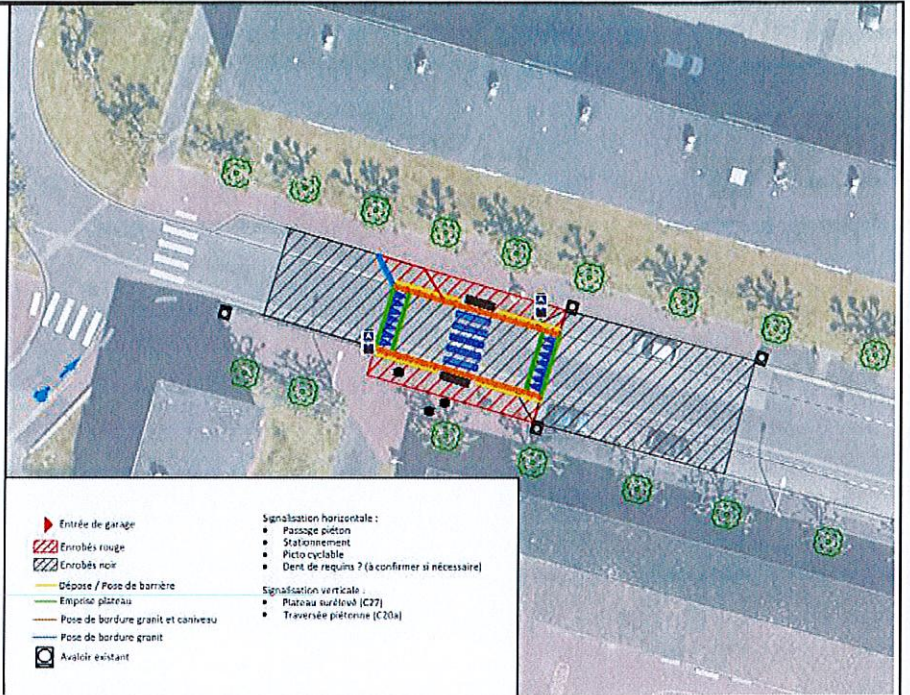 Entrée de garage
Enrobés rouge
Enrobés noir
Dépose / Pose de barrière
Emprise plateau
Pose de bordure granit et caniveau
Pose de bordure granit
Avaloir existant
Signalisation horizontale :
• Passage piéton
• Stationnement
• Picto cyclable
• Dent de requins ? (à confirmer si nécessaire)
Signalisation verticale :
• Plateau surélevé (C27)
• Traversée piétonne (C20a)